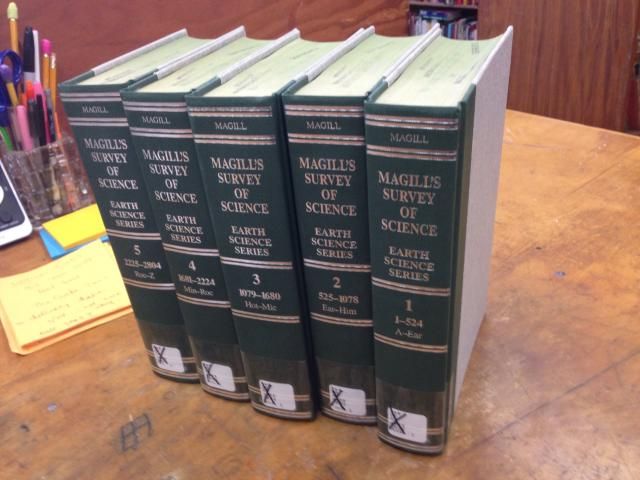 MAGILL
MAGILL'S
SURVEY
OF
SCIENCE
EARTH
SCIENCE
SERIES
5
2225-2804
Roc-Z
MAGILL
MAGILL'S
SURVEY
OF
SCIENCE
EARTH
SCIENCE
SERIES
4
1681-2224
Min-Roc
MAGILL
MAGILL'S
SURVEY
OF
SCIENCE
EARTH
SCIENCE
SERIES
3
1079-1680
Hot-Mic
MAGILL
MAGILL'S
SURVEY
OF
SCIENCE
EARTH
SCIENCE
SERIES
2
525-1078
Ear-Him
MAGILL
MAGILL'S
SURVEY
OF
SCIENCE
EARTH
SCIENCE
SERIES
1
1-524
A-Ear